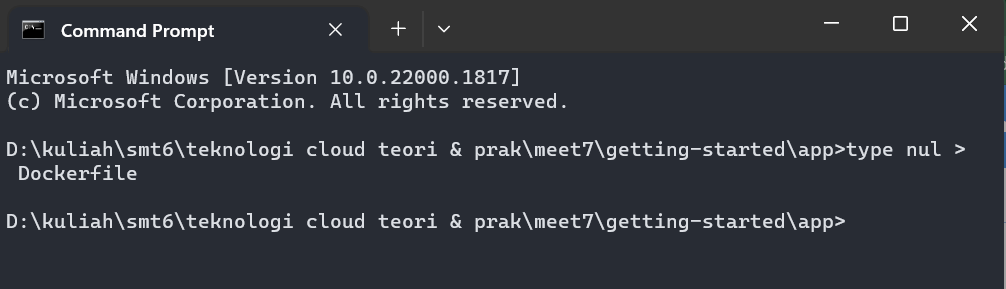 Command Prompt
Microsoft Windows [Version 10.0.22000.1817]
(c) Microsoft Corporation. All rights reserved.
D:\kuliah\smt6\teknologi cloud teori & prak\meet7\getting-started\app>type nul >
Dockerfile
D:\kuliah\smt6\teknologi cloud teori & prak\meet7\getting-started\app>